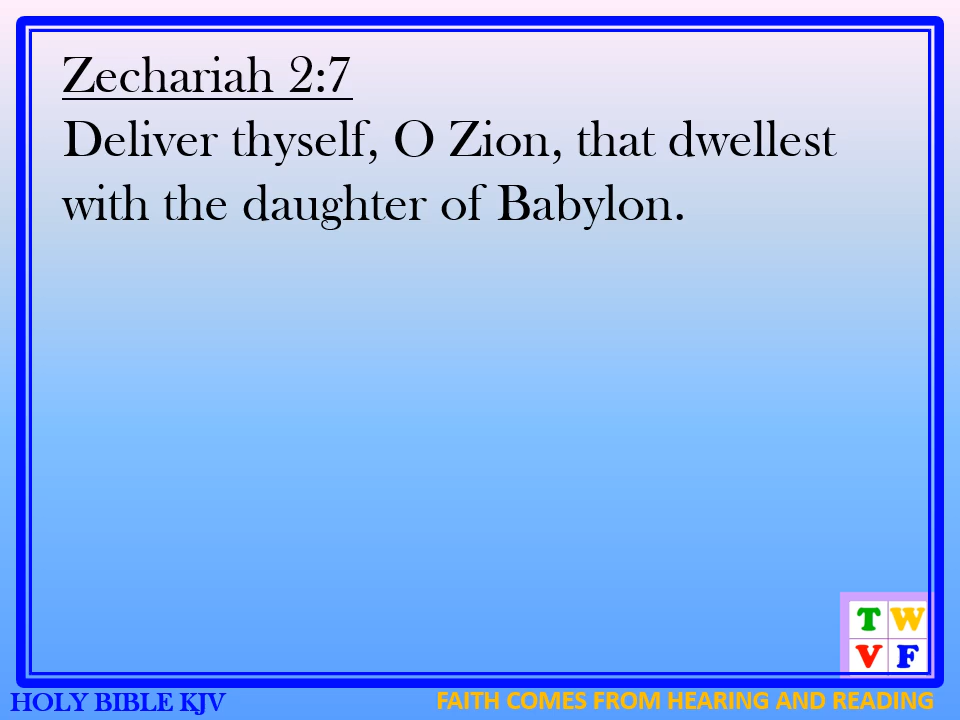 Zechariah 2:7
Deliver thyself, O Zion, that dwellest
with the daughter of Babylon.
T W
V F
HOLY BIBLE KJV
FAITH COMES FROM HEARING AND READING